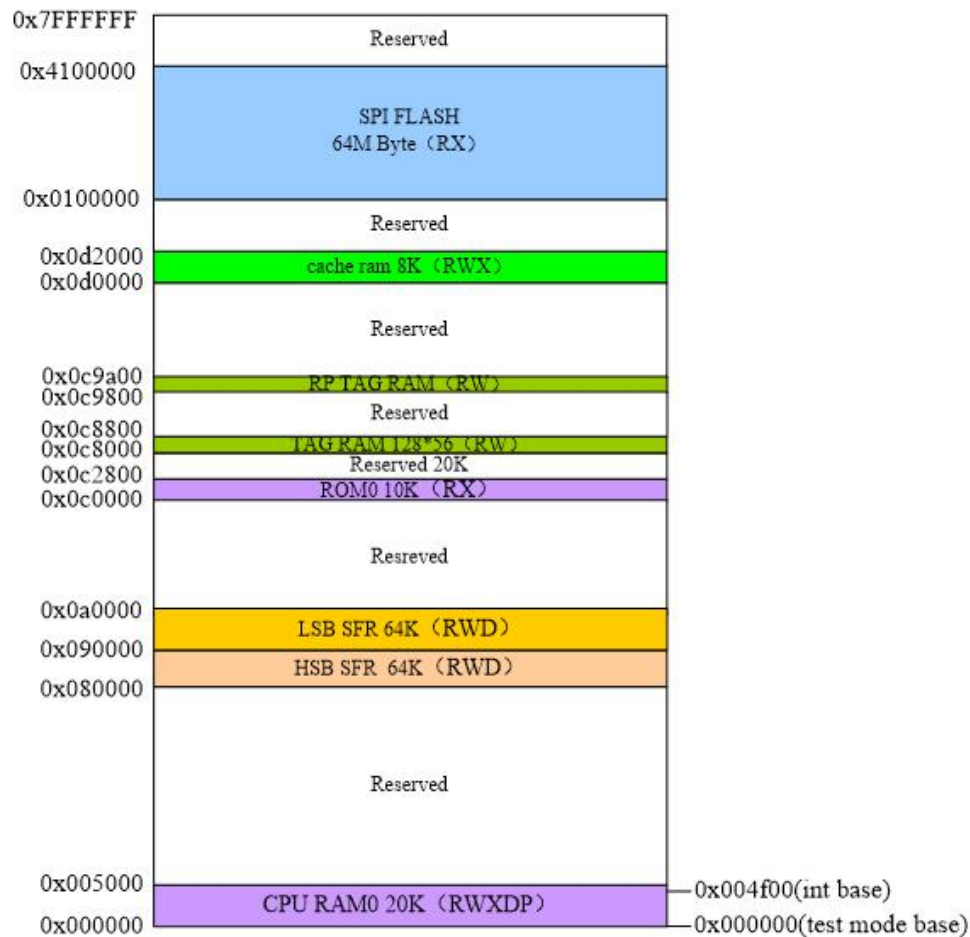 0x7FFFFFF
Reserved
0x4100000
SPI FLASH
64M Byte（RX）
0x0100000
Reserved
0x0d2000
cache ram 8K（RWX）
0x0d0000
Reserved
0x0c9a00
RP TAG RAM（RW）
0x0c9800
Reserved
0x0c8800
TAG RAM 128*56（RW）
0x0c8000
Reserved 20K
0x0c2800
ROM0 10K（RX）
0x0c0000
Resreved
0x0a0000
LSB SFR 64K（RWD）
0x090000
HSB SFR 64K（RWD）
0x080000
Reserved
0x005000
0x004f00(int base)
CPU RAM0 20K（RWXDP）
0x000000
0x000000(test mode base)